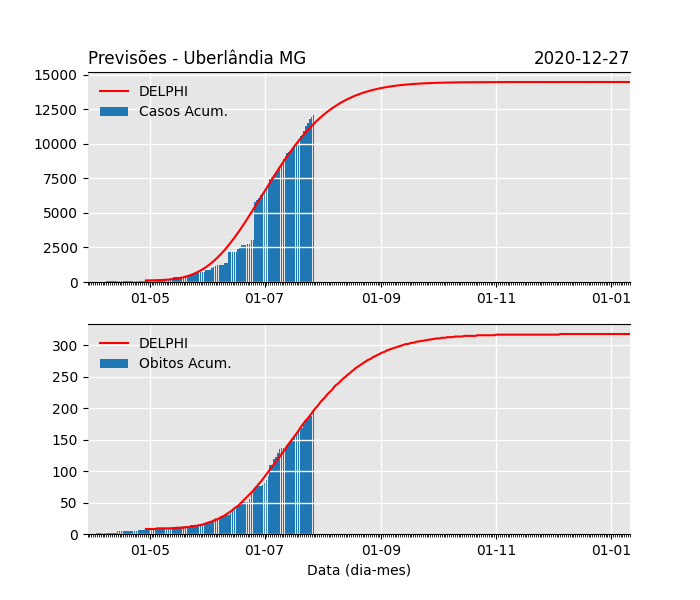 Previsões - Uberlândia MG 2020-12-27
15000
12500
10000
7500
5000
2500
0
DELPHI
Casos Acum.
01-05 01-07 01-09 01-11 01-01
300
250
200
150
100
50
0
DELPHI
Obitos Acum.
01-05 01-07 01-09 01-11 01-01
Data (dia-mes)